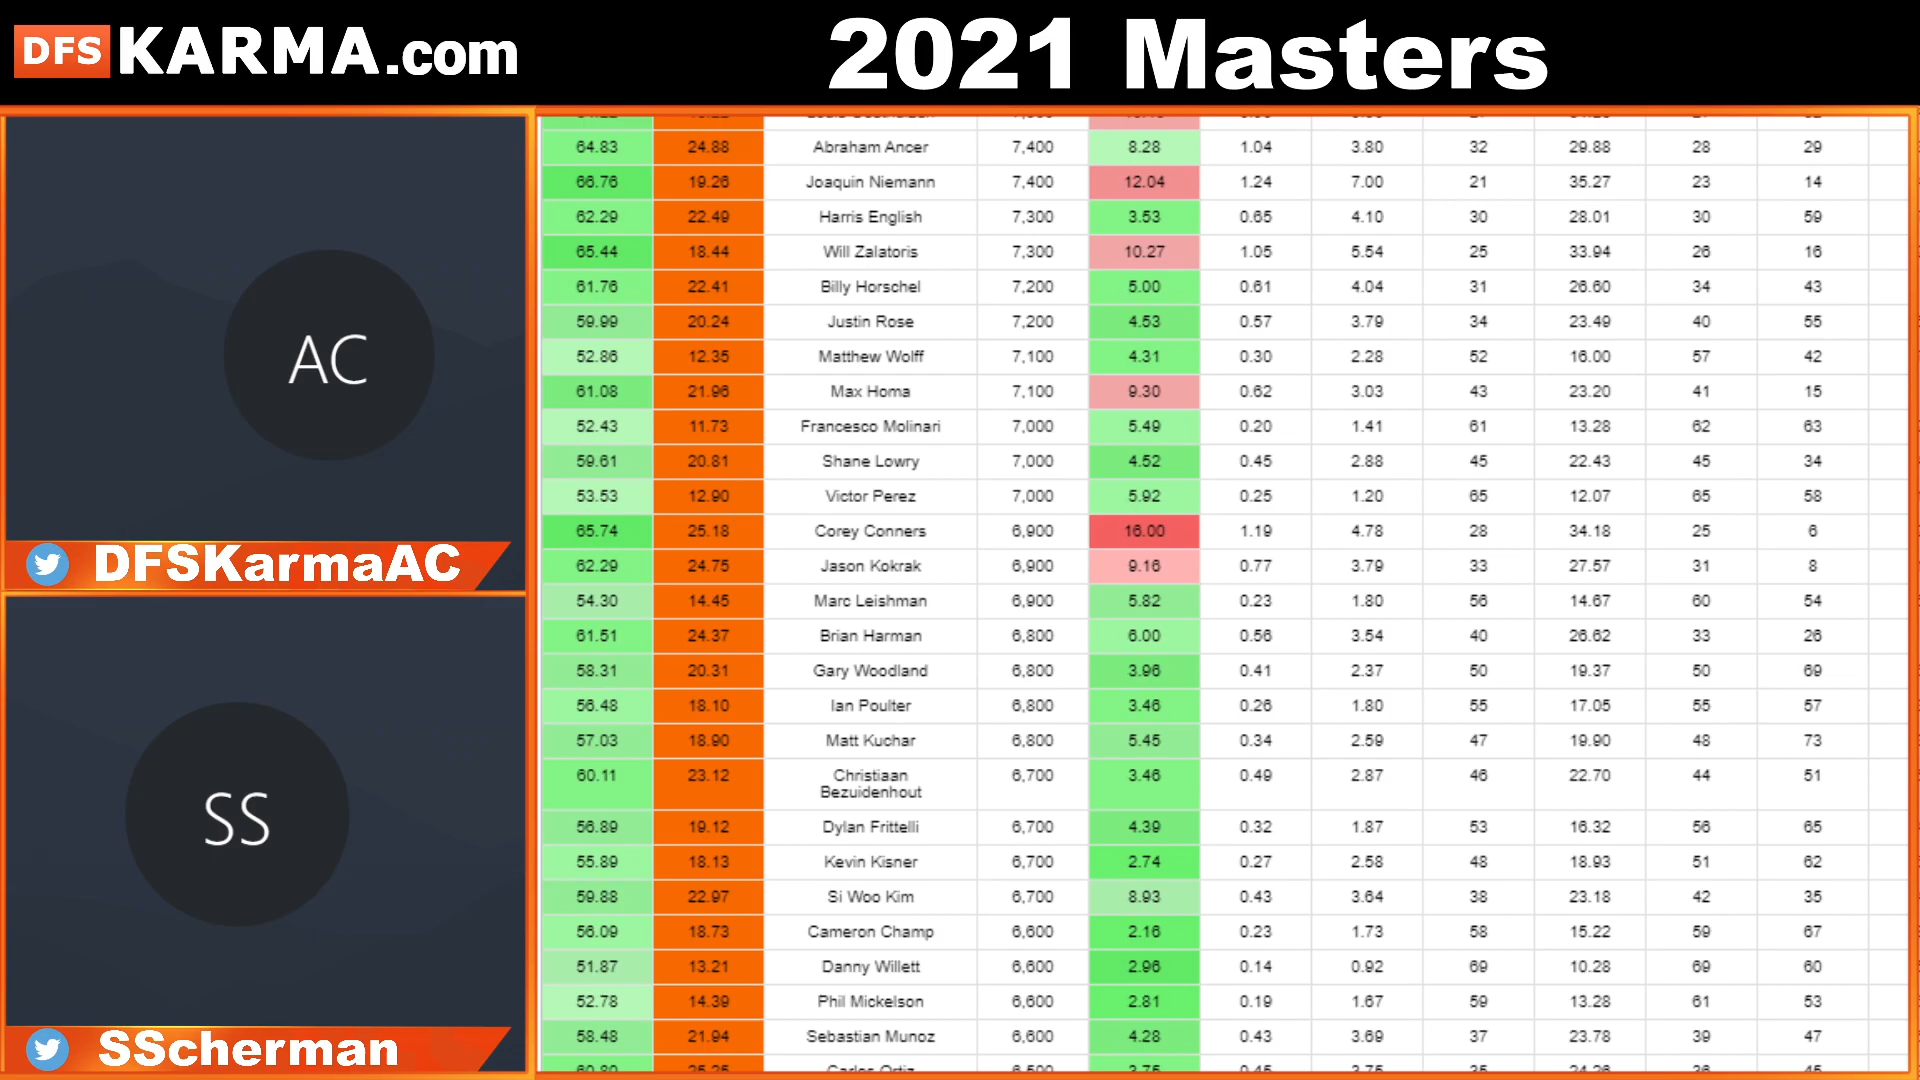 DFS KARMA.com
2021 Masters
AC
DFSKarmaAC
SS
SScherman
64.83 24.88 Abraham Ancer 7,400 8.28 1.04 3.80 32 29.88 28 29
66.76 19.26 Joaquin Niemann 7,400 12.04 1.24 7.00 21 35.27 23 14
62.29 22.49 Harris English 7,300 3.53 0.65 4.10 30 28.01 30 59
65.44 18.44 Will Zalatoris 7,300 10.27 1.05 5.54 25 33.94 26 16
61.76 22.41 Billy Horschel 7,200 5.00 0.61 4.04 31 26.60 34 43
59.99 20.24 Justin Rose 7,200 4.53 0.57 3.79 34 23.49 40 55
52.86 12.35 Matthew Wolff 7,100 4.31 0.30 2.28 52 16.00 57 42
61.08 21.96 Max Homa 7,100 9.30 0.62 3.03 43 23.20 41 15
52.43 11.73 Francesco Molinari 7,000 5.49 0.20 1.41 61 13.28 62 63
59.61 20.81 Shane Lowry 7,000 4.52 0.45 2.88 45 22.43 45 34
53.53 12.90 Victor Perez 7,000 5.92 0.25 1.20 65 12.07 65 58
65.74 25.18 Corey Conners 6,900 16.00 1.19 4.78 28 34.18 25 6
62.29 24.75 Jason Kokrak 6,900 9.16 0.77 3.79 33 27.57 31 8
54.30 14.45 Marc Leishman 6,900 5.82 0.23 1.80 56 14.67 60 54
61.51 24.37 Brian Harman 6,800 6.00 0.56 3.54 40 26.62 33 26
58.31 20.31 Gary Woodland 6,800 3.96 0.41 2.37 50 19.37 50 69
56.48 18.10 Ian Poulter 6,800 3.46 0.26 1.80 55 17.05 55 57
57.03 18.90 Matt Kuchar 6,800 5.45 0.34 2.59 47 19.90 48 73
60.11 23.12 Christiaan 6,700 3.46 0.49 2.87 46 22.70 44 51
Bezuidenhout
56.89 19.12 Dylan Frittelli 6,700 4.39 0.32 1.87 53 16.32 56 65
55.89 18.13 Kevin Kisner 6,700 2.74 0.27 2.58 48 18.93 51 62
59.88 22.97 Si Woo Kim 6,700 8.93 0.43 3.64 38 23.18 42 35
56.09 18.73 Cameron Champ 6,600 2.16 0.23 1.73 58 15.22 59 67
51.87 13.21 Danny Willett 6,600 2.96 0.14 0.92 69 10.28 69 60
52.78 14.39 Phil Mickelson 6,600 2.81 0.19 1.67 59 13.28 61 53
58.48 21.94 Sebastian Munoz 6,600 4.28 0.43 3.69 37 23.78 39 47